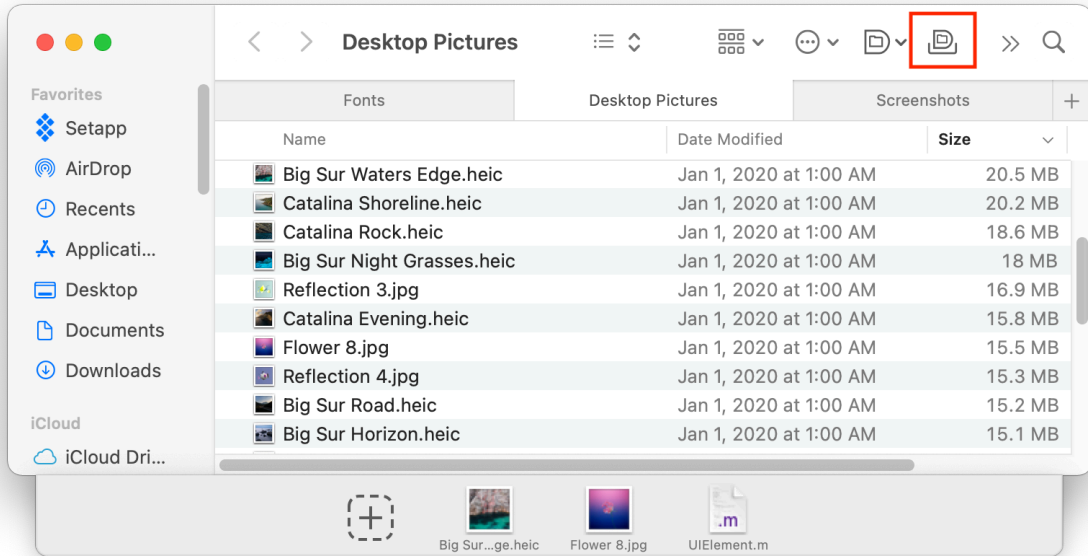 Desktop Pictures
Favorites
Setapp
AirDrop
Recents
Applicati...
Desktop
Documents
Downloads
iCloud
iCloud Dri...
Fonts
Desktop Pictures
Screenshots
Name Date Modified Size
Big Sur Waters Edge.heic Jan 1, 2020 at 1:00 AM 20.5 MB
Catalina Shoreline.heic Jan 1, 2020 at 1:00 AM 20.2 MB
Catalina Rock.heic Jan 1, 2020 at 1:00 AM 18.6 MB
Big Sur Night Grasses.heic Jan 1, 2020 at 1:00 AM 18 MB
Reflection 3.jpg Jan 1, 2020 at 1:00 AM 16.9 MB
Catalina Evening.heic Jan 1, 2020 at 1:00 AM 15.8 MB
Flower 8.jpg Jan 1, 2020 at 1:00 AM 15.5 MB
Reflection 4.jpg Jan 1, 2020 at 1:00 AM 15.3 MB
Big Sur Road.heic Jan 1, 2020 at 1:00 AM 15.2 MB
Big Sur Horizon.heic Jan 1, 2020 at 1:00 AM 15.1 MB
.m
Big Sur...ge.heic Flower 8.jpg UIElement.m